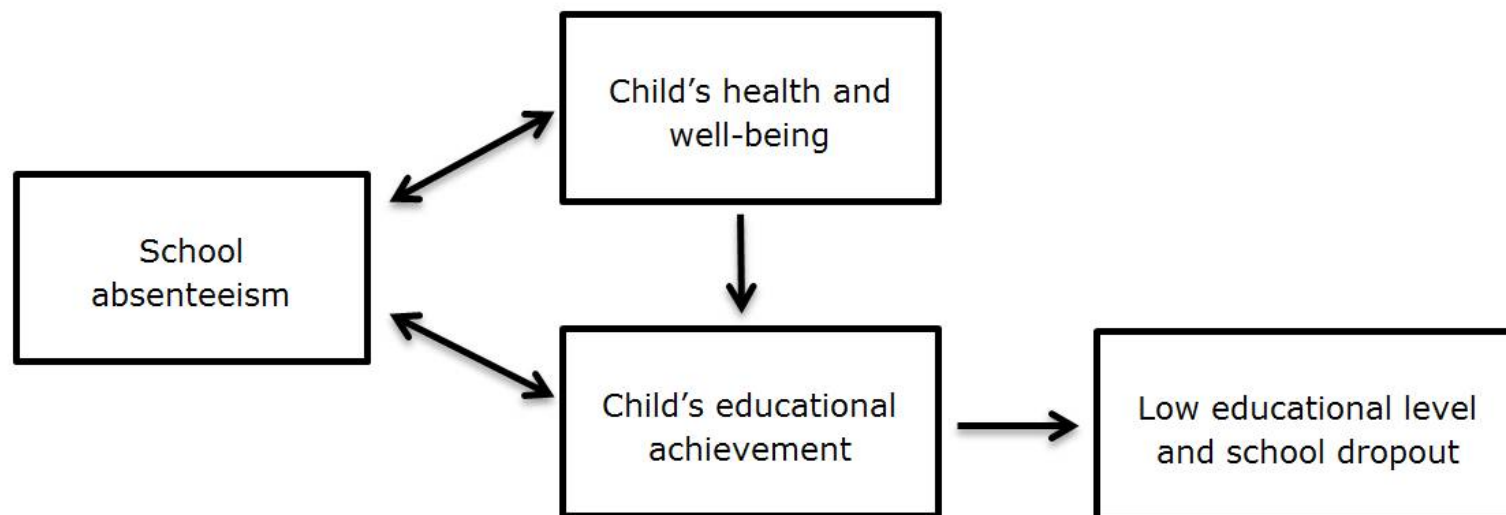 Child’s health and
well-being
School
absenteeism
Child’s educational
achievement
Low educational level
and school dropout